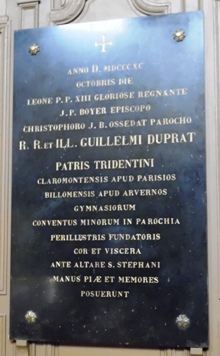 ANNO D. MDCCCXC
OCTOBRIS DIE
LEONE P.P. XIII GLORIOSE REGNANTE
J.P. BOYER EPISCOPO
CHRISTOPHORO J.B. OSSEDAT PAROCHO
R. R. ET ILL. GUILLELMI DUPRAT
PATRIS TRIDENTINI
CLAROMONTENSIS APUD PARISIOS
BILLOMENSIS APUD ARVERNOS
GYMNASIORUM
CONVENTUS MINORUM IN PAROCHIA
PERILLUSTRIS FUNDATORIS
COR ET VISCERA
ANTE ALTARE S. STEPHANI
MANUS PIÆ ET MEMORES
POSUERUNT